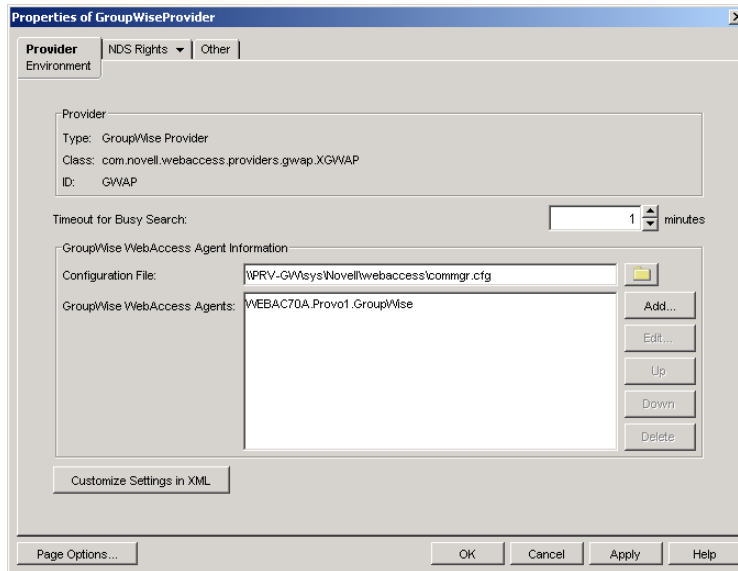 Properties of GroupWiseProvider
Provider
NDS Rights
Other
Environment
Provider
Type: GroupWise Provider
Class: com.novell.webaccess.providers.gwap.XGWAP
ID: GWAP
Timeout for Busy Search: 1 minutes
GroupWise WebAccess Agent Information
Configuration File: \\PRV-GW\sys\Novell\webaccess\commgr.cfg
GroupWise WebAccess Agents: WEBAC70A.Provo1.GroupWise
Add...
Edit...
Up
Down
Delete
Customize Settings in XML
Page Options... OK Cancel Apply Help